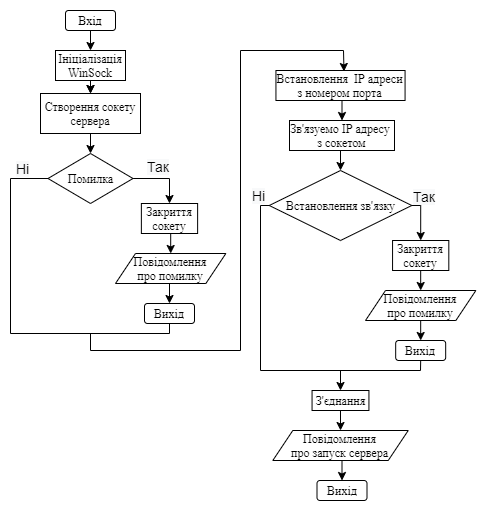 Вхід
Ініціалізація
WinSock
Створення сокету
сервера
Помилка
Ні
Так
Закриття
сокету
Повідомлення
про помилку
Вихід
Встановлення IP адреси
з номером порта
Зв'язуємо IP адресу
з сокетом
Встановлення зв'язку
Ні
Так
Закриття
сокету
Повідомлення
про помилку
Вихід
З'єднання
Повідомлення
про запуск сервера
Вихід